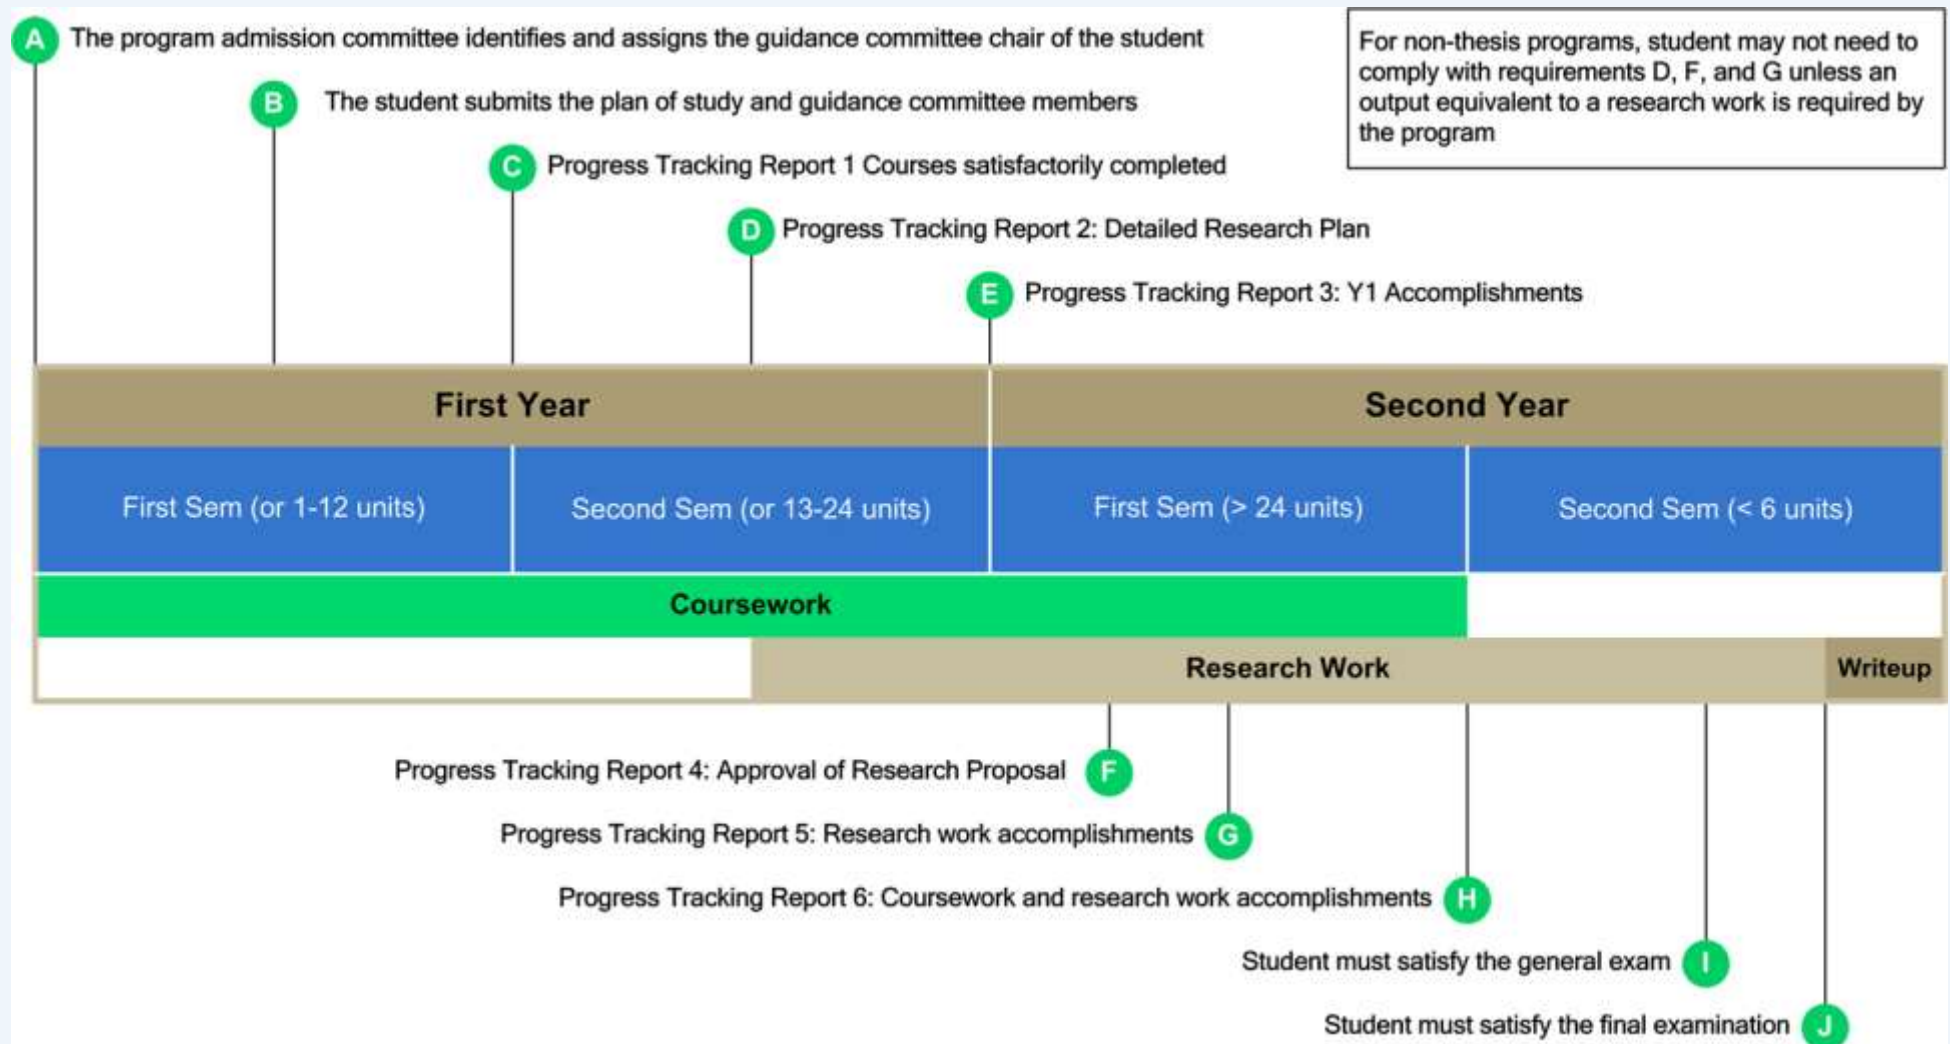 A The program admission committee identifies and assigns the guidance committee chair of the student
For non-thesis programs, student may not need to
comply with requirements D, F, and G unless an
output equivalent to a research work is required by
the program
B The student submits the plan of study and guidance committee members
C Progress Tracking Report 1 Courses satisfactorily completed
D Progress Tracking Report 2: Detailed Research Plan
E Progress Tracking Report 3: Y1 Accomplishments
First Year
Second Year
First Sem (or 1-12 units)
Second Sem (or 13-24 units)
First Sem (> 24 units)
Second Sem (< 6 units)
Coursework
Research Work
Writeup
Progress Tracking Report 4: Approval of Research Proposal F
Progress Tracking Report 5: Research work accomplishments G
Progress Tracking Report 6: Coursework and research work accomplishments H
Student must satisfy the general exam I
Student must satisfy the final examination J